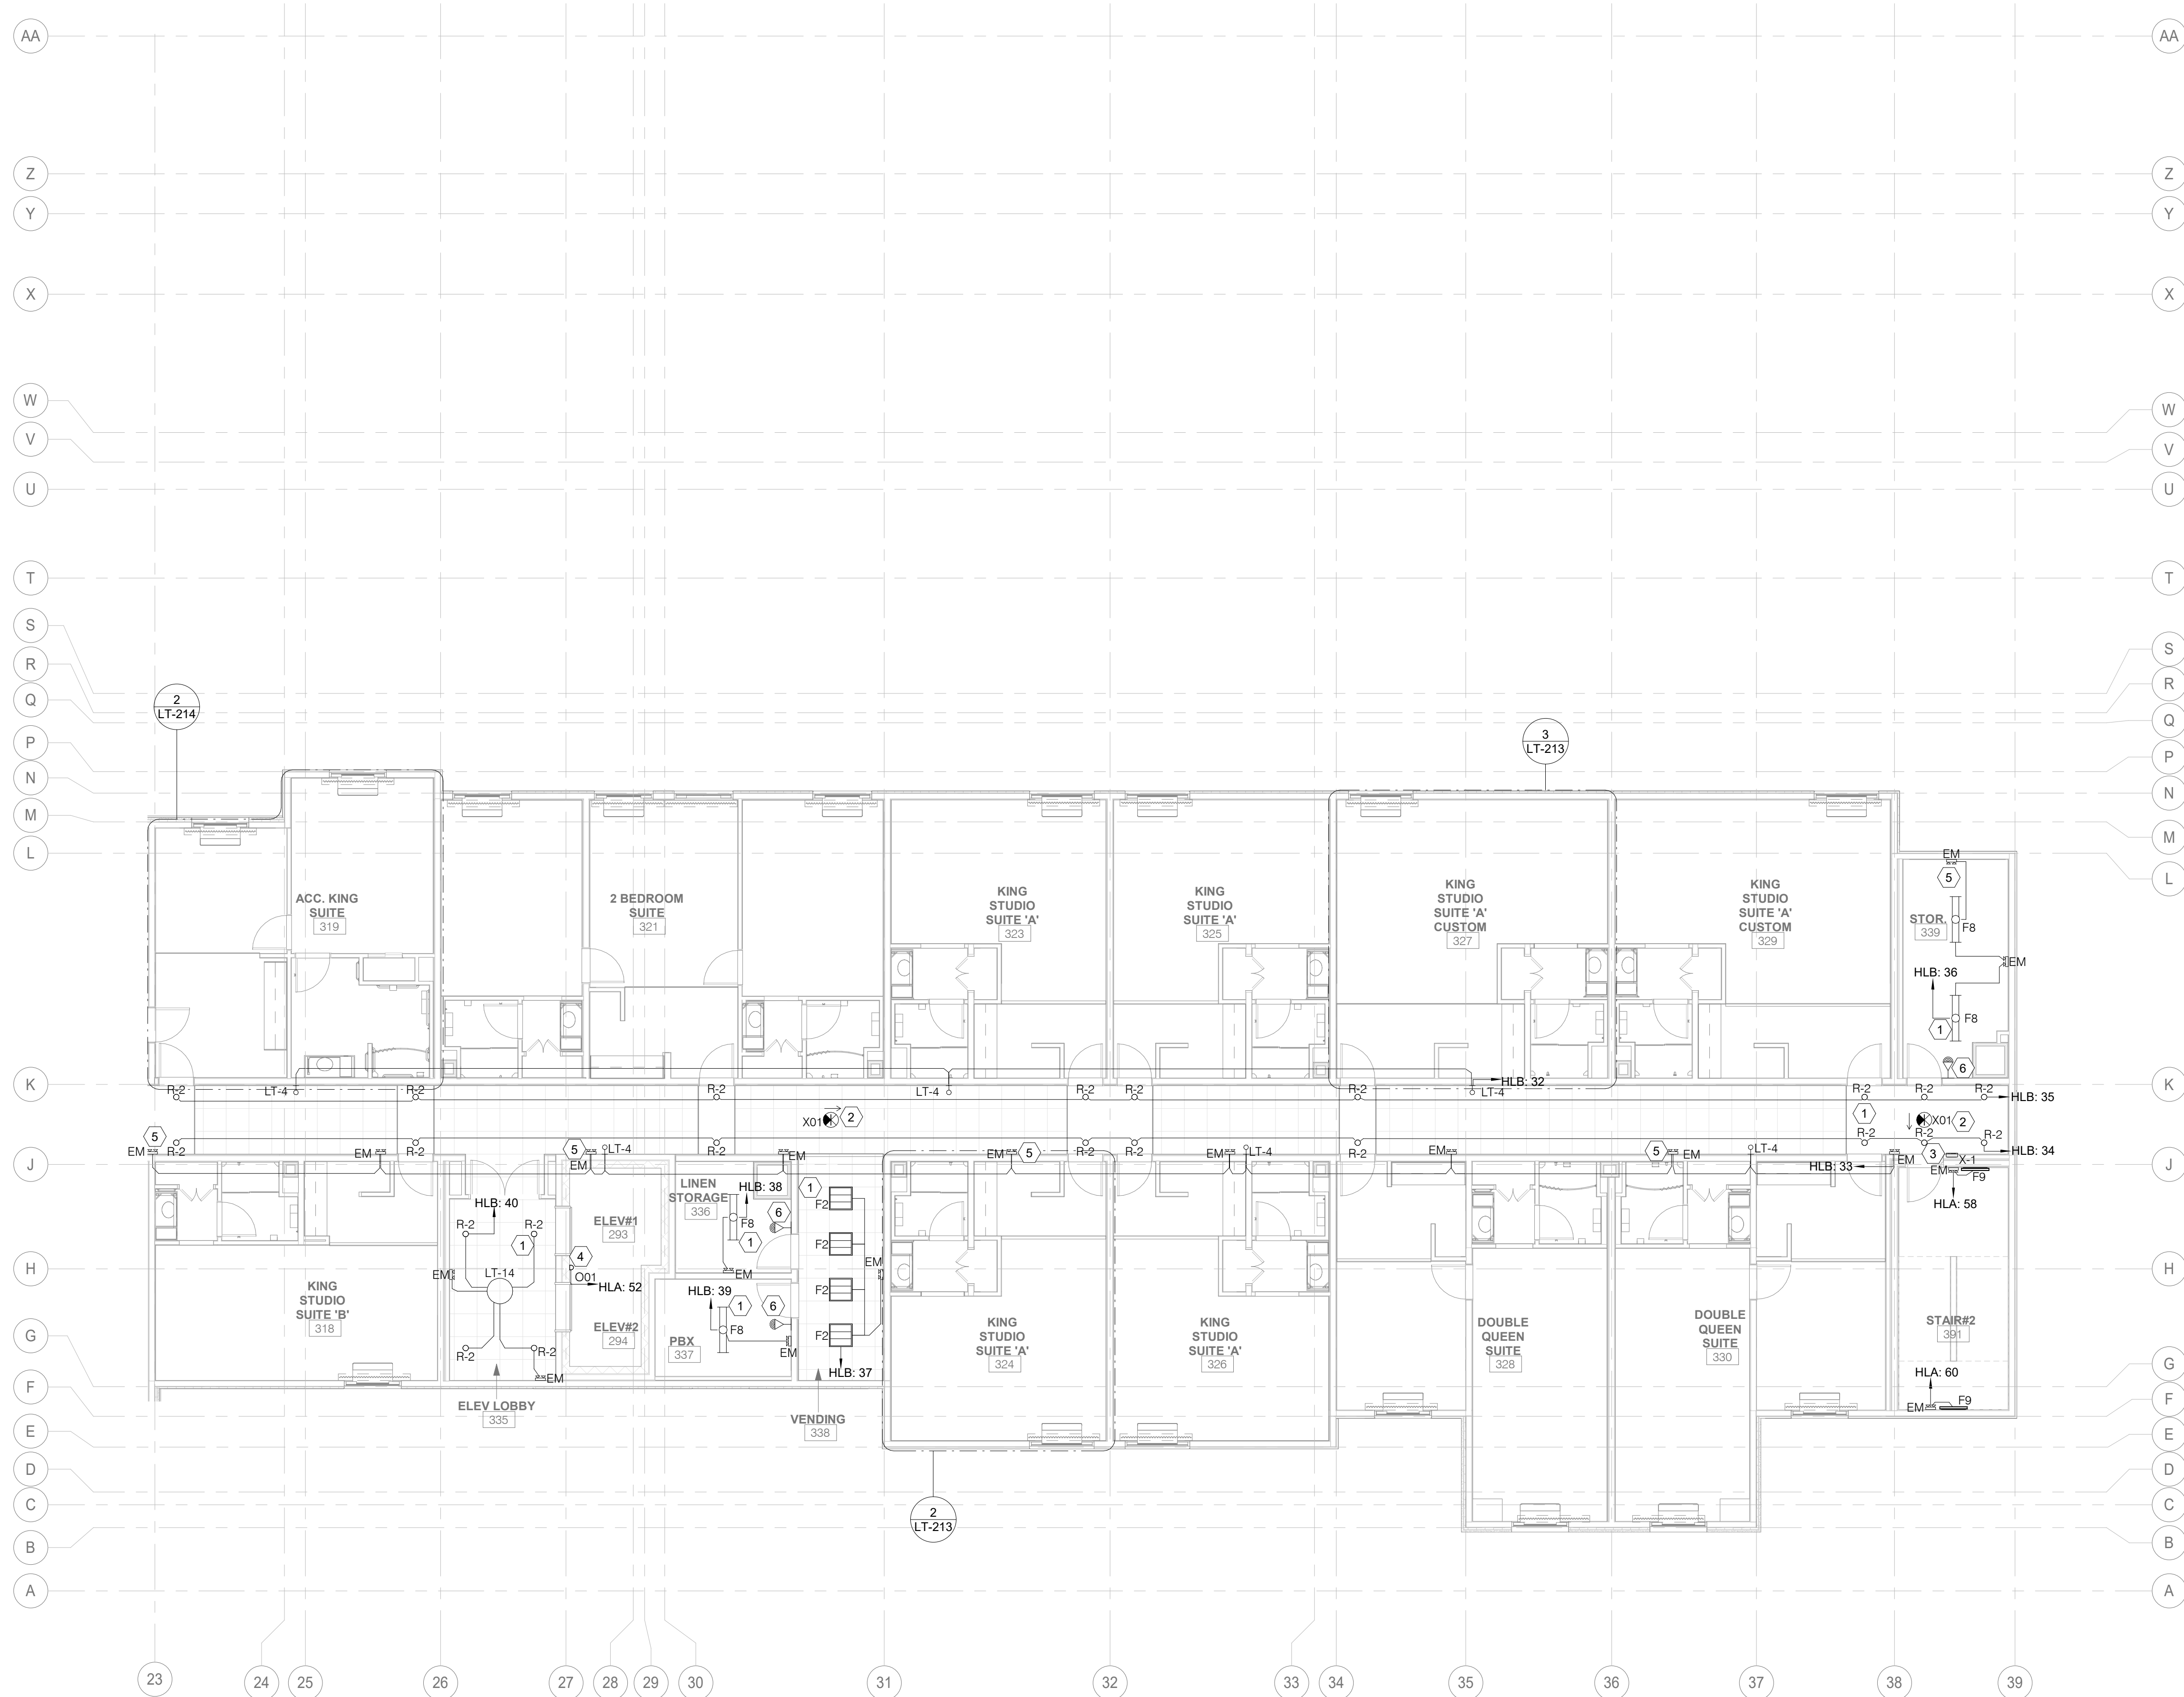 AA
AA
Z
Z
Y
Y
X
X
W
W
V
V
U
U
T
T
S
S
R
R
Q
Q
2
LT-214
3
LT-213
P
P
N
N
M
M
L
L
EM
5
ACC. KING
SUITE
319
2 BEDROOM
SUITE
321
KING
STUDIO
SUITE 'A'
323
KING
STUDIO
SUITE 'A'
325
KING
STUDIO
SUITE 'A'
CUSTOM
327
KING
STUDIO
SUITE 'A'
CUSTOM
329
STOR.
339
F8
EM
HLB: 36
F8
1
6
K
K
R-2
LT-4
R-2
R-2
LT-4
R-2
R-2
R-2
LT-4
HLB: 32
R-2
R-2
R-2
HLB: 35
1
X01
2
X01
2
5
EM
R-2
EM
R-2
5
EM
LT-4
R-2
EM
EM
5
R-2
R-2
EM
LT-4
R-2
EM
5
EM
LT-4
R-2
R-2
R-2
HLB: 34
J
J
HLB: 33
EM
3
X-1
EM
F9
HLA: 58
LINEN
STORAGE
336
HLB: 38
F8
1
6
1
F2
F2
F2
F2
EM
HLB: 37
HLB: 40
R-2
R-2
1
EM
LT-14
R-2
R-2
EM
ELEV#1
293
4
O01
HLA: 52
ELEV#2
294
EM
HLB: 39
1
6
F8
PBX
337
EM
H
H
KING
STUDIO
SUITE 'B'
318
KING
STUDIO
SUITE 'A'
324
KING
STUDIO
SUITE 'A'
326
DOUBLE
QUEEN
SUITE
328
DOUBLE
QUEEN
SUITE
330
STAIR#2
391
HLA: 60
EM
F9
G
G
F
F
ELEV LOBBY
335
VENDING
338
E
E
D
D
C
C
2
LT-213
B
B
A
A
23
24
25
26
27
28
29
30
31
32
33
34
35
36
37
38
39